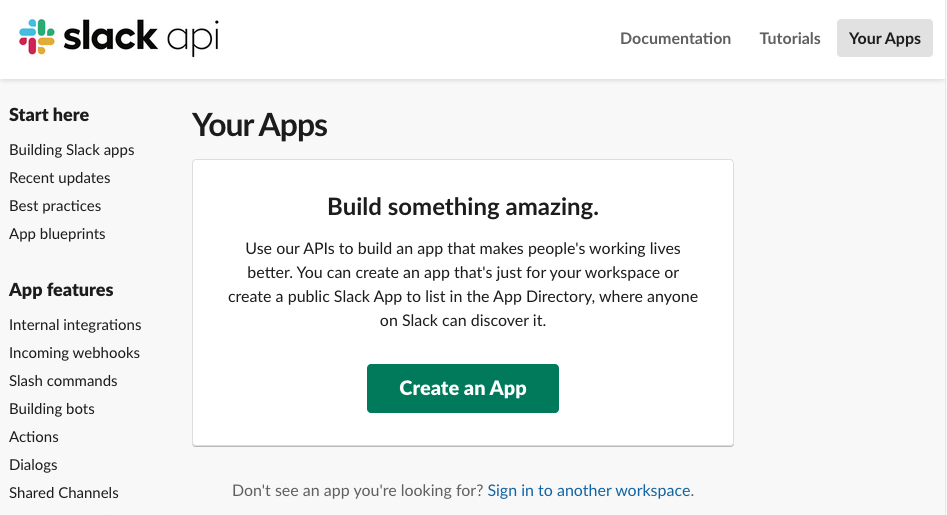 slack api
Documentation
Tutorials
Your Apps
Start here
Building Slack apps
Recent updates
Best practices
App blueprints
App features
Internal integrations
Incoming webhooks
Slash commands
Building bots
Actions
Dialogs
Shared Channels
Your Apps
Build something amazing.
Use our APIs to build an app that makes people's working lives
better. You can create an app that's just for your workspace or
create a public Slack App to list in the App Directory, where anyone
on Slack can discover it.
Create an App
Don't see an app you're looking for? Sign in to another workspace.